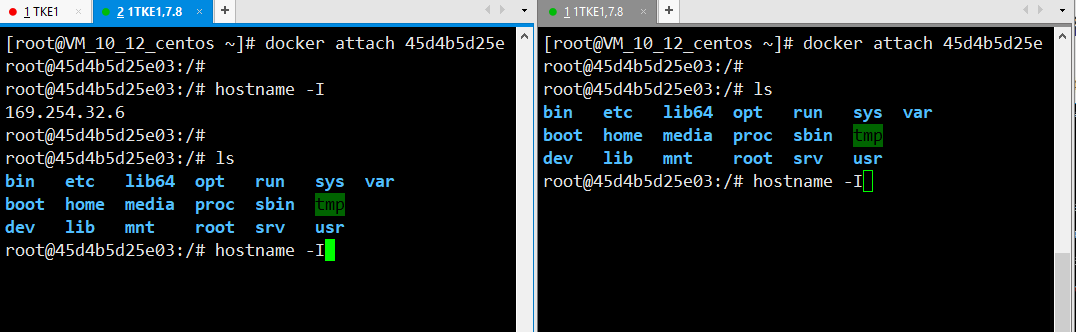 1 TKE1 × 2 1TKE1,7.8 × +
[root@VM_10_12_centos ~]# docker attach 45d4b5d25e
root@45d4b5d25e03:/#
root@45d4b5d25e03:/# hostname -I
169.254.32.6
root@45d4b5d25e03:/#
root@45d4b5d25e03:/# ls
bin etc lib64 opt run sys var
boot home media proc sbin tmp
dev lib mnt root srv usr
root@45d4b5d25e03:/# hostname -I
1 1TKE1,7.8 × +
[root@VM_10_12_centos ~]# docker attach 45d4b5d25e
root@45d4b5d25e03:/#
root@45d4b5d25e03:/# ls
bin etc lib64 opt run sys var
boot home media proc sbin tmp
dev lib mnt root srv usr
root@45d4b5d25e03:/# hostname -I